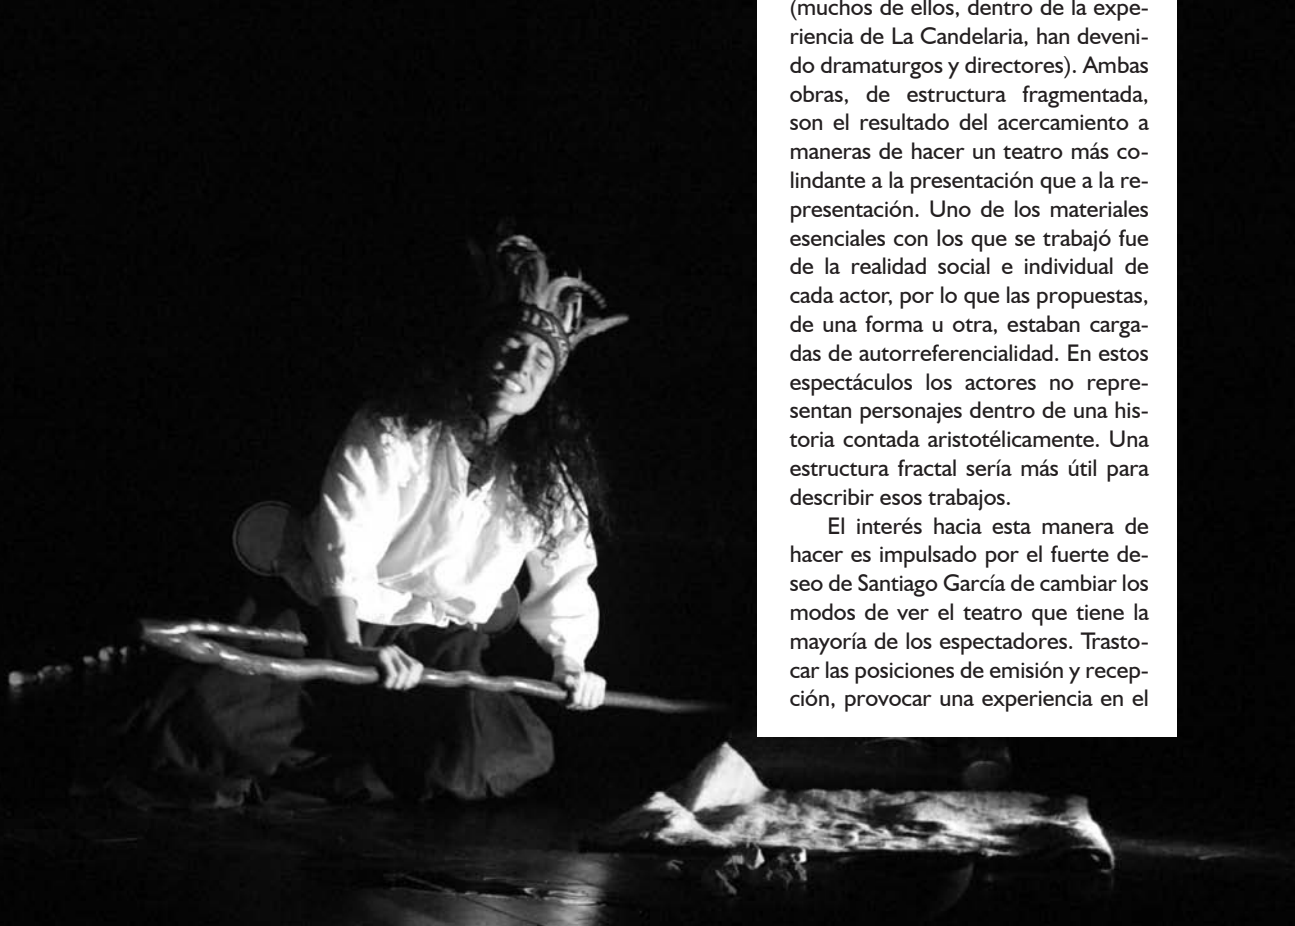 (muchos de ellos, dentro de la expe-
riencia de La Candelaria, han deveni-
do dramaturgos y directores). Ambas
obras, de estructura fragmentada,
son el resultado del acercamiento a
maneras de hacer un teatro más co-
lindante a la presentación que a la re-
presentación. Uno de los materiales
esenciales con los que se trabajó fue
de la realidad social e individual de
cada actor, por lo que las propuestas,
de una forma u otra, estaban carga-
das de autorreferencialidad. En estos
espectáculos los actores no repre-
sentan personajes dentro de una his-
toria contada aristotélicamente. Una
estructura fractal sería más útil para
describir esos trabajos.
El interés hacia esta manera de
hacer es impulsado por el fuerte de-
seo de Santiago García de cambiar los
modos de ver el teatro que tiene la
mayoría de los espectadores. Trasto-
car las posiciones de emisión y recep-
ción, provocar una experiencia en el